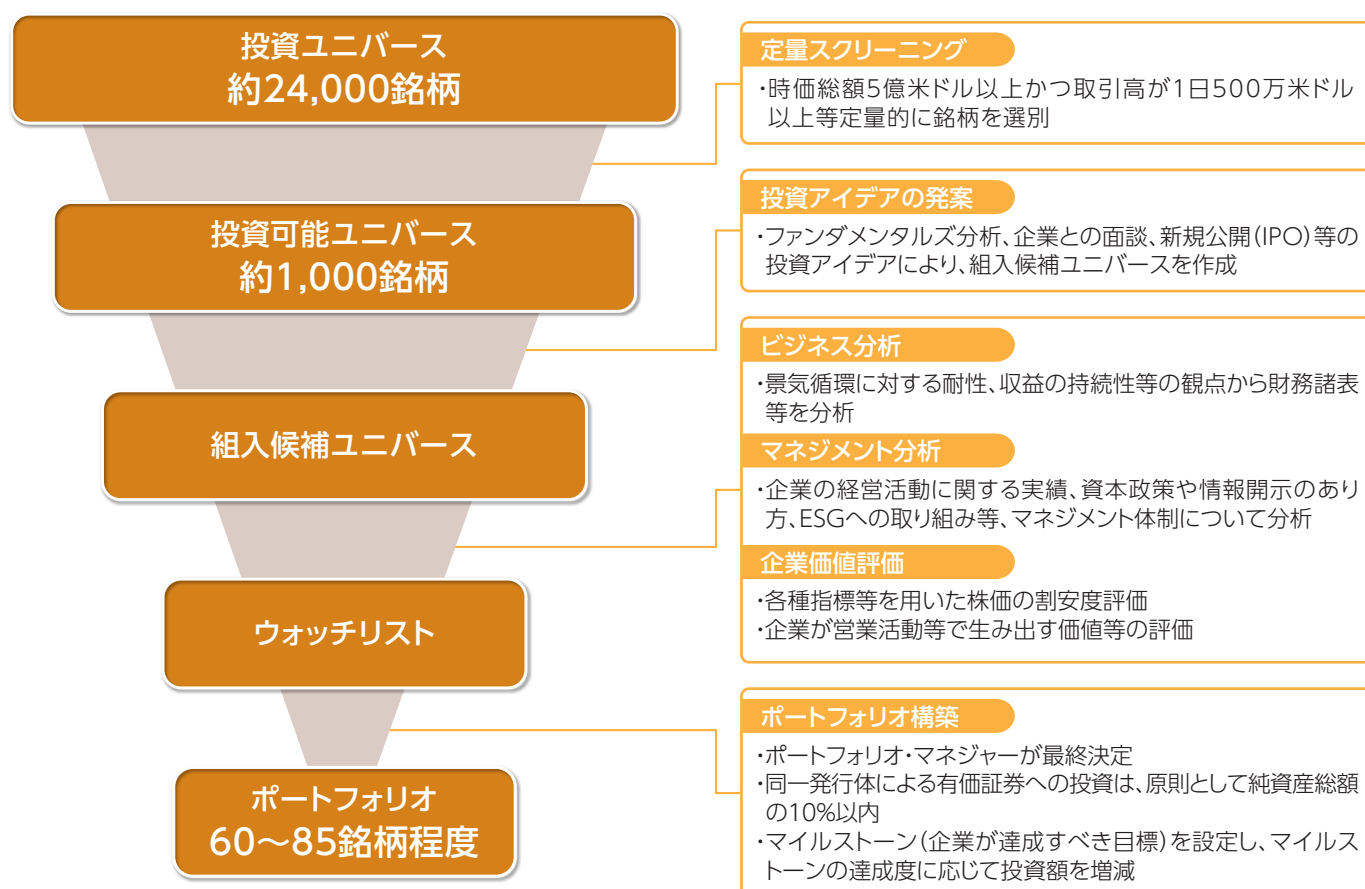 投資ユニバース
約24,000銘柄
定量スクリーニング
・時価総額5億米ドル以上かつ取引高が1日500万米ドル
以上等定量的に銘柄を選別
投資可能ユニバース
約1,000銘柄
投資アイデアの発案
・ファンダメンタルズ分析、企業との面談、新規公開(IPO)等の
投資アイデアにより、組入候補ユニバースを作成
組入候補ユニバース
ビジネス分析
・景気循環に対する耐性、収益の持続性等の観点から財務諸表
等を分析
マネジメント分析
・企業の経営活動に関する実績、資本政策や情報開示のあり
方、ESGへの取り組み等、マネジメント体制について分析
企業価値評価
・各種指標等を用いた株価の割安度評価
・企業が営業活動等で生み出す価値等の評価
ウォッチリスト
ポートフォリオ構築
・ポートフォリオ・マネジャーが最終決定
・同一発行体による有価証券への投資は、原則として純資産総額
の10%以内
・マイルストーン(企業が達成すべき目標)を設定し、マイルス
トーンの達成度に応じて投資額を増減
ポートフォリオ
60～85銘柄程度